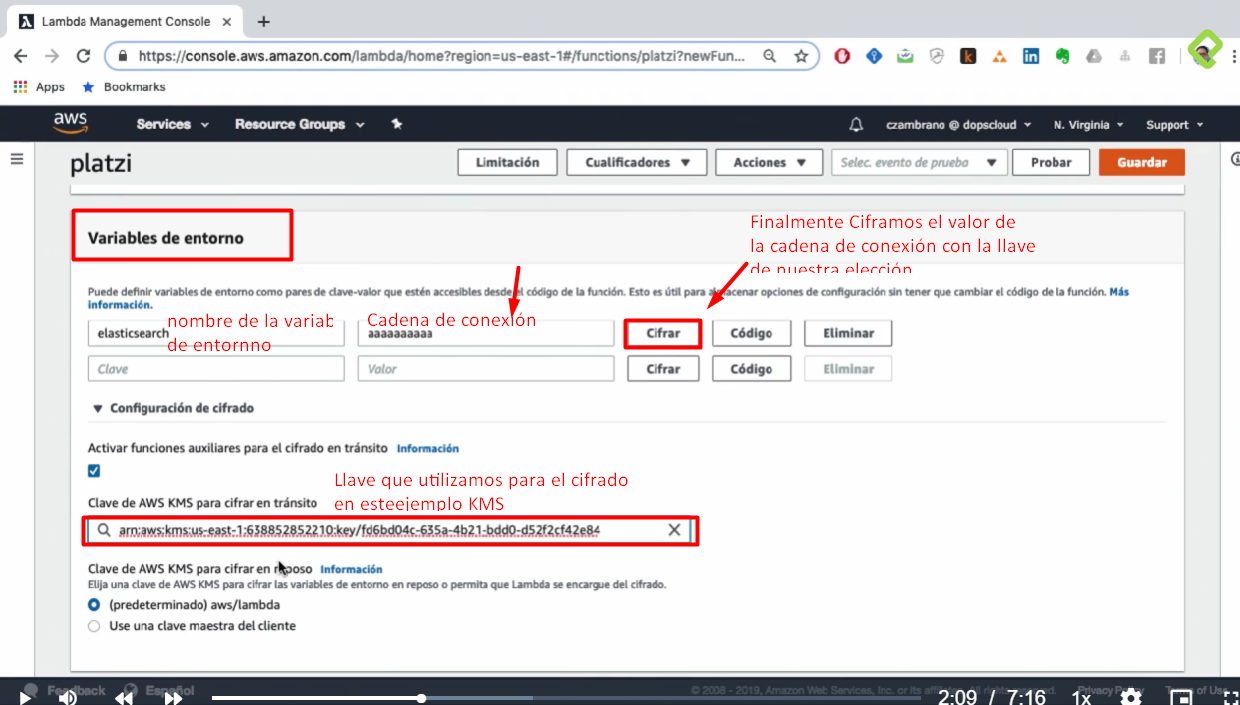 Lambda Management Console
https://console.aws.amazon.com/lambda/home?region=us-east-1#/functions/platzi?newFun...
Apps Bookmarks
aws Services Resource Groups czambrano @ dopscloud N. Virginia Support
platzi Limitación Cualificadores Acciones Selec. evento de prueba Probar Guardar
Finalmente Ciframos el valor de
la cadena de conexión con la llave
de nuestra elección
Variables de entorno
Puede definir variables de entorno como pares de clave-valor que estén accesibles desde el código de la función. Esto es útil para almacenar opciones de configuración sin tener que cambiar el código de la función. Más
información.
nombre de la variab
de entornno
Cadena de conexión
elasticsearch aaaaaaaaaa Cifrar Código Eliminar
Clave Valor Cifrar Código Eliminar
Configuración de cifrado
Activar funciones auxiliares para el cifrado en tránsito Información
Llave que utilizamos para el cifrado
en esteejemplo KMS
Clave de AWS KMS para cifrar en tránsito
arn:aws:kms:us-east-1:638852852210:key/fd6bd04c-635a-4b21-bdd0-d52f2cf42e84
Clave de AWS KMS para cifrar en reposo Información
Elija una clave de AWS KMS para cifrar las variables de entorno en reposo o permita que Lambda se encargue del cifrado.
(predeterminado) aws/lambda
Use una clave maestra del cliente
Feedback Español © 2008 - 2019, Amazon Web Services, Inc. or its Privacy Terms of Use
2:09 / 7:16 1x